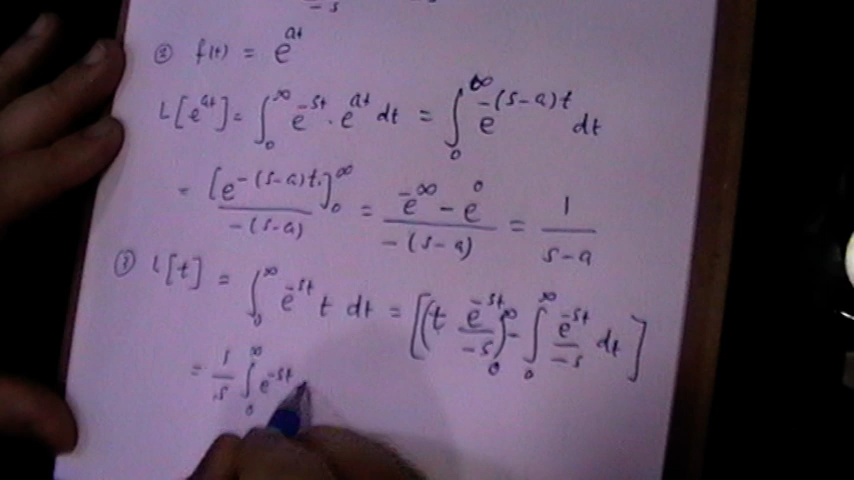 -s
② f(t) = e^{at}
L[e^{at}] = ∫_0^∞ e^{-st} . e^{at} dt = ∫_0^∞ e^{-(s-a)t} dt
= [e^{-(s-a)t}]_0^∞ / -(s-a) = (e^{-∞} - e^0) / -(s-a) = 1 / (s-a)
③ L[t] = ∫_0^∞ e^{-st} t dt = [(t e^{-st}/-s)_0^∞ - ∫_0^∞ e^{-st}/-s dt]
= 1/s ∫_0^∞ e^{-st}